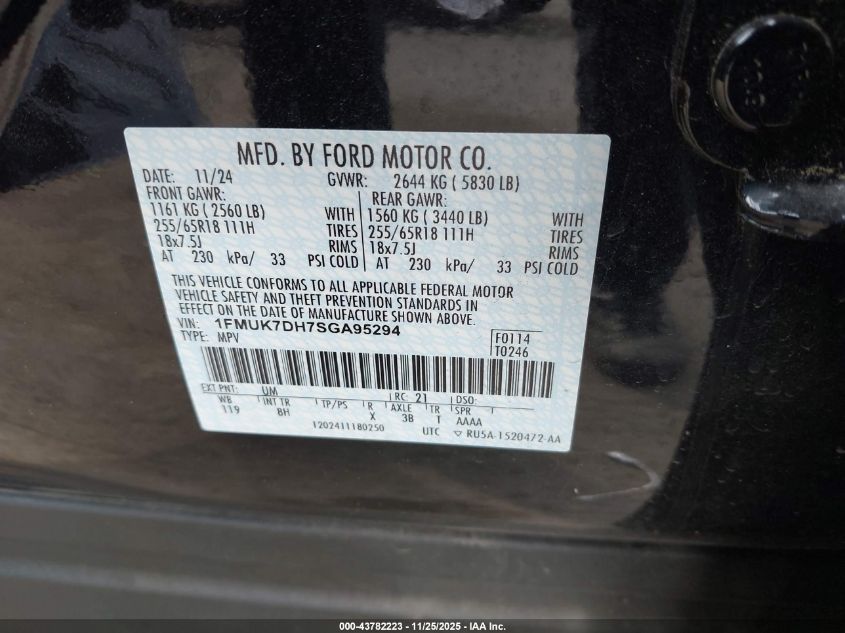 MFD. BY FORD MOTOR CO.
DATE: 11/24 GVWR: 2644 KG ( 5830 LB)
FRONT GAWR: REAR GAWR:
1161 KG ( 2560 LB) WITH 1560 KG ( 3440 LB) WITH
255/65R18 111H TIRES 255/65R18 111H TIRES
18x7.5J RIMS 18x7.5J RIMS
AT 230 kPa/ 33 PSI COLD AT 230 kPa/ 33 PSI COLD
THIS VEHICLE CONFORMS TO ALL APPLICABLE FEDERAL MOTOR
VEHICLE SAFETY AND THEFT PREVENTION STANDARDS IN
EFFECT ON THE DATE OF MANUFACTURE SHOWN ABOVE.
VIN: 1FMUK7DH7SGA95294 F0114
TYPE: MPV T0246
EXT PNT: UM RC: 21 DSO:
WB INT TR TP/PS R AXLE TR SPR
119 8H X 3B T AAAA
1202411180250 UTC ▽ RU5A-1520472-AA
000-43782223 - 11/25/2025 - IAA Inc.